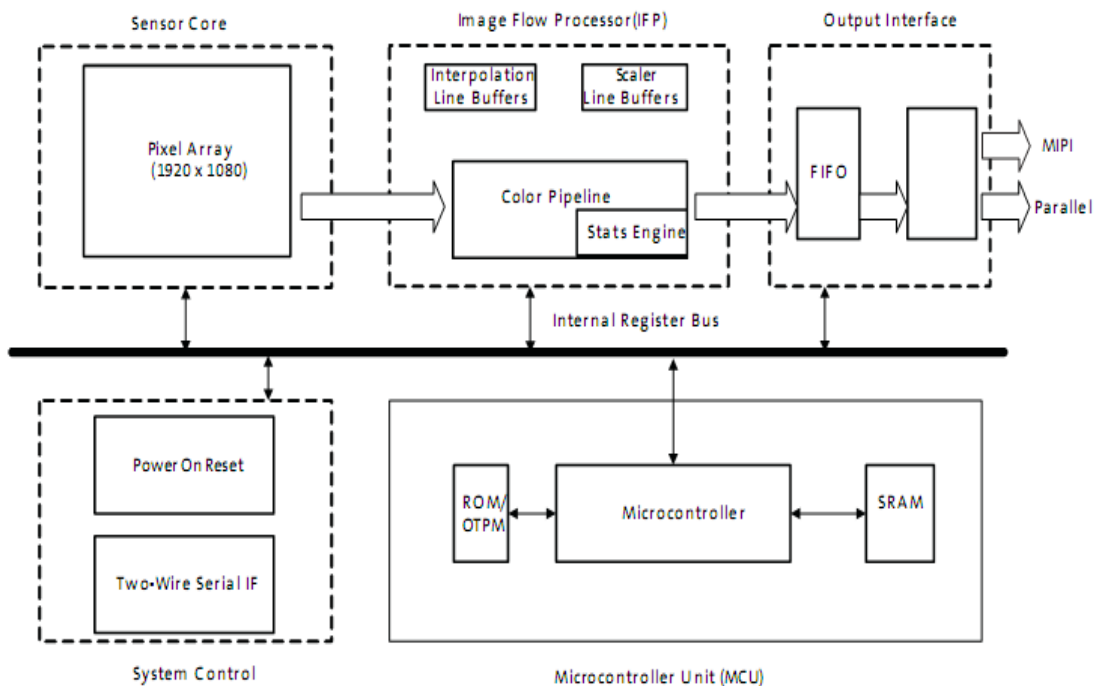 Sensor Core
Image Flow Processor(IFP)
Output Interface
Pixel Array
(1920 x 1080)
Interpolation
Line Buffers
Scaler
Line Buffers
Color Pipeline
Stats Engine
FIFO
MIPI
Parallel
Internal Register Bus
Power On Reset
Two-Wire Serial IF
System Control
ROM/
OTPM
Microcontroller
SRAM
Microcontroller Unit (MCU)